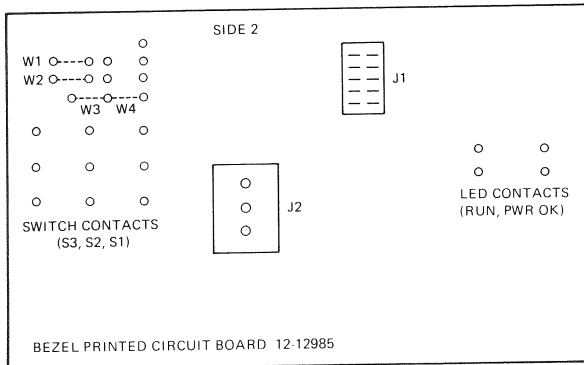 SIDE 2
W1
W2
W3 W4
J1
J2
SWITCH CONTACTS
(S3, S2, S1)
LED CONTACTS
(RUN, PWR OK)
BEZEL PRINTED CIRCUIT BOARD 12-12985